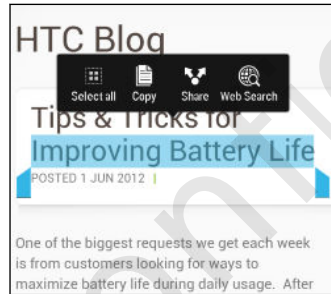 HTC Blog
Select all Copy Share Web Search
Tips & Tricks for
Improving Battery Life
POSTED 1 JUN 2012 |
One of the biggest requests we get each week
is from customers looking for ways to
maximize battery life during daily usage. After